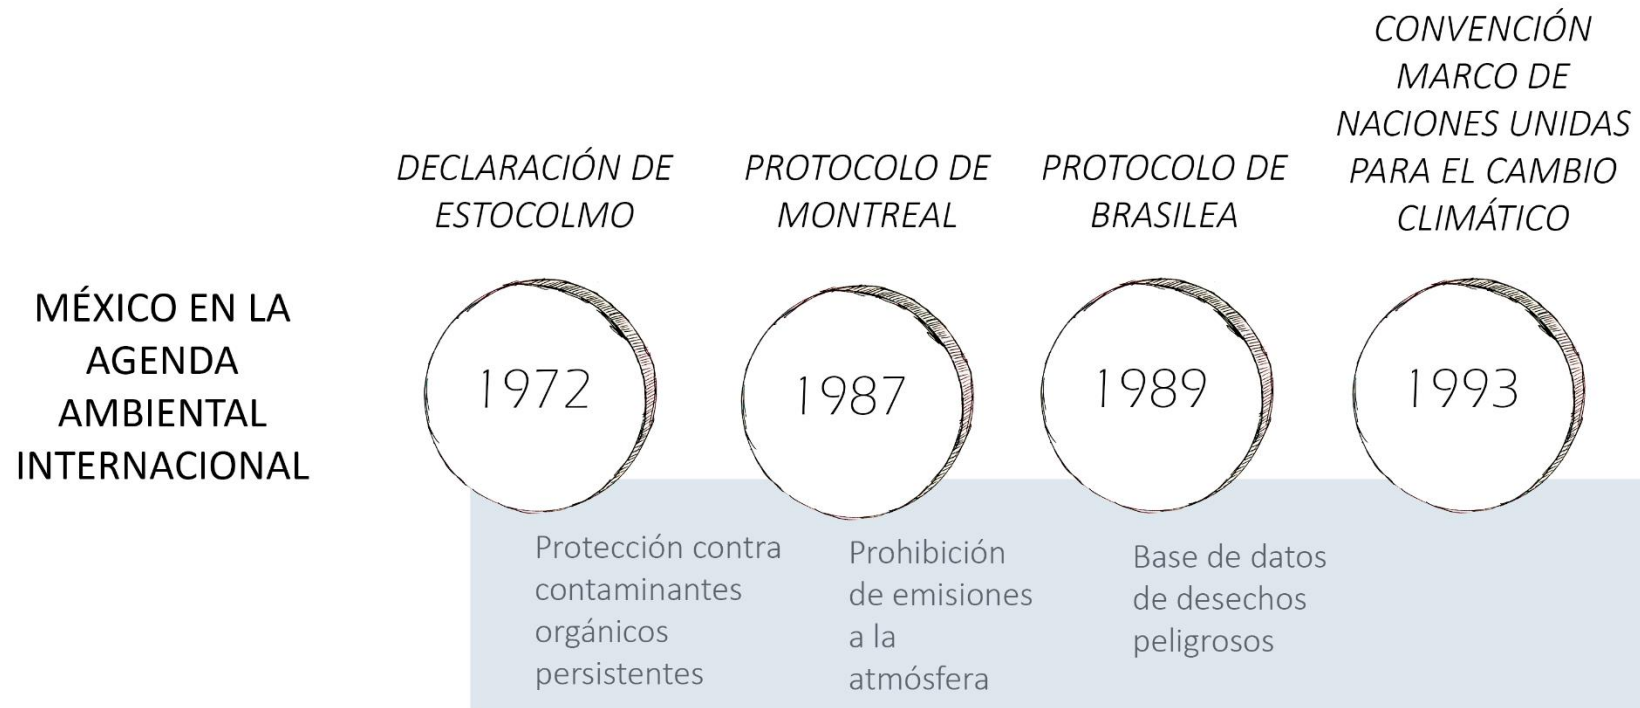 MÉXICO EN LA
AGENDA
AMBIENTAL
INTERNACIONAL
DECLARACIÓN DE
ESTOCOLMO
1972
Protección contra
contaminantes
orgánicos
persistentes
PROTOCOLO DE
MONTREAL
1987
Prohibición
de emisiones
a la
atmósfera
PROTOCOLO DE
BRASILEA
1989
Base de datos
de desechos
peligrosos
CONVENCIÓN
MARCO DE
NACIONES UNIDAS
PARA EL CAMBIO
CLIMÁTICO
1993